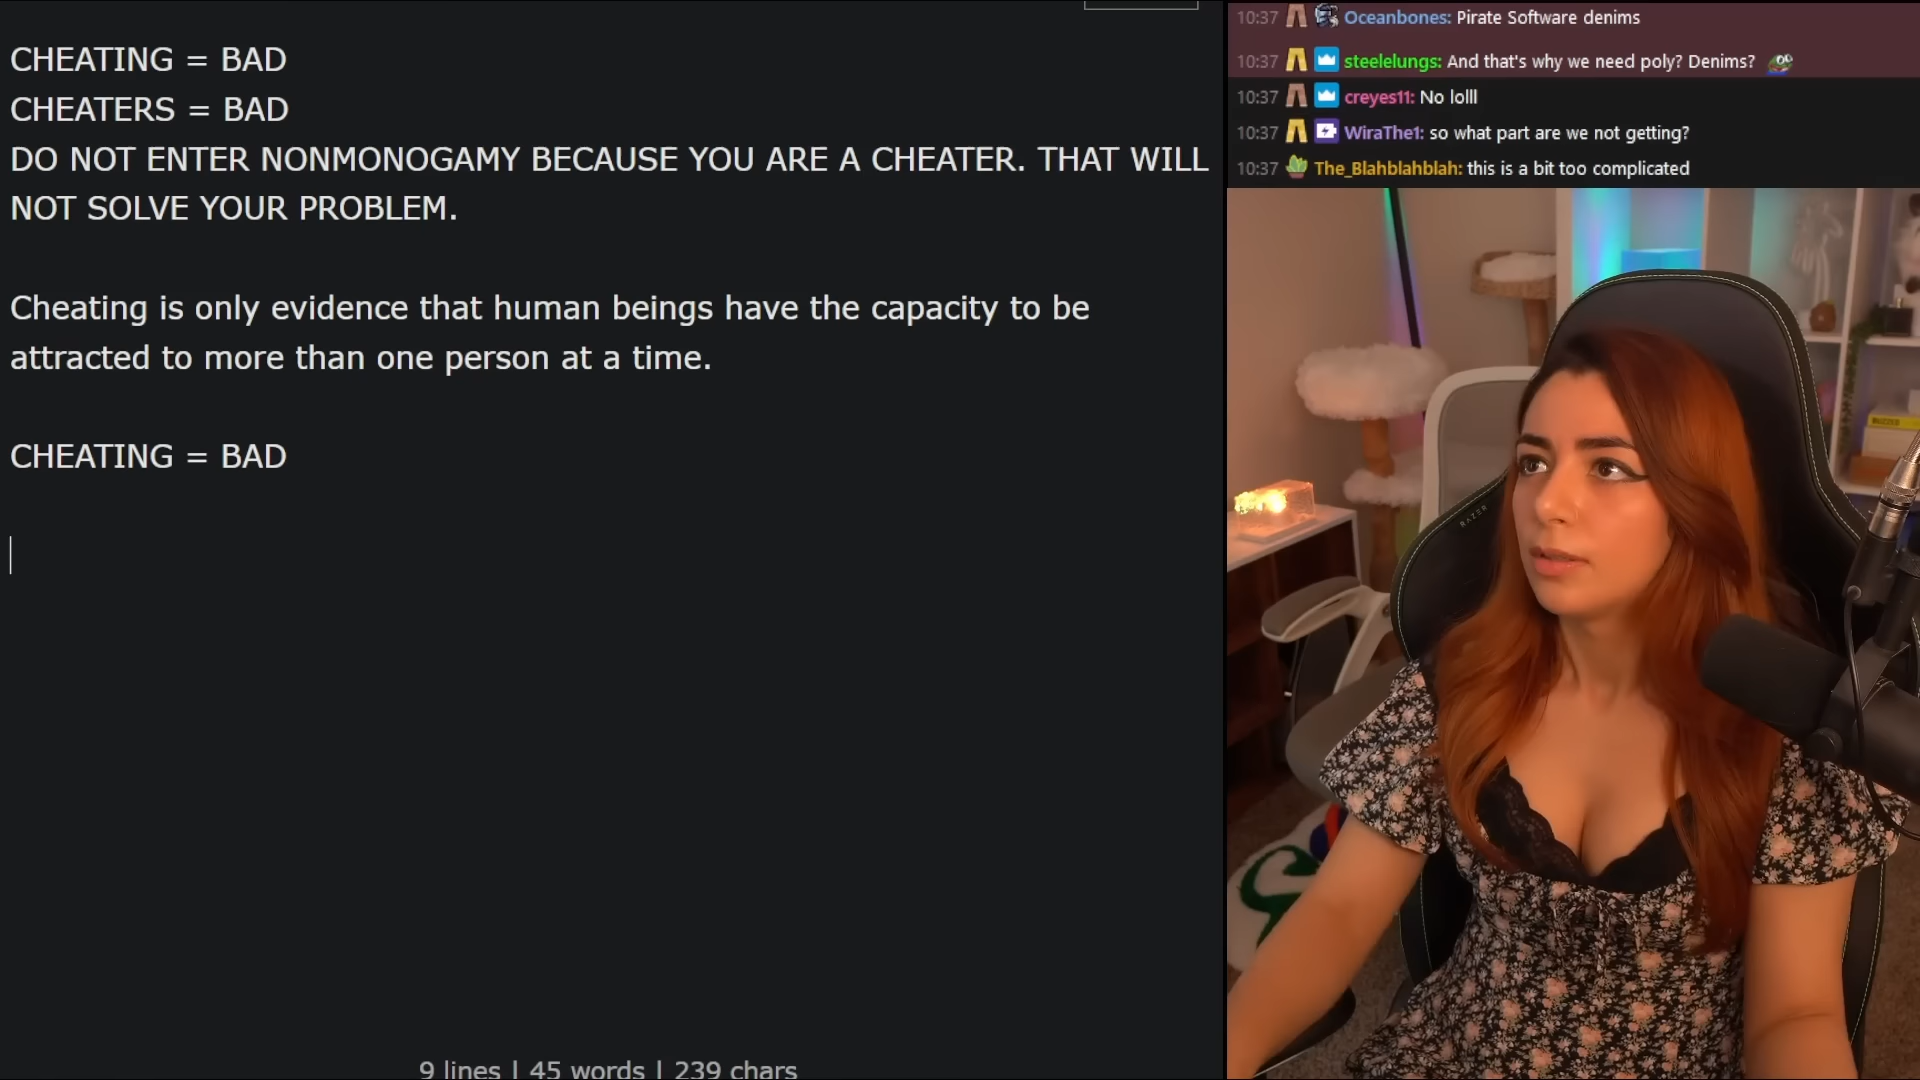 CHEATING = BAD
CHEATERS = BAD
DO NOT ENTER NONMONOGAMY BECAUSE YOU ARE A CHEATER. THAT WILL
NOT SOLVE YOUR PROBLEM.
Cheating is only evidence that human beings have the capacity to be
attracted to more than one person at a time.
CHEATING = BAD
9 lines | 45 words | 239 chars
10:37 Oceanbones: Pirate Software denims
10:37 steelelungs: And that's why we need poly? Denims?
10:37 creyes11: No lolll
10:37 WiraThe1: so what part are we not getting?
10:37 The_Blahblahblah: this is a bit too complicated
RAZER
BUZZED